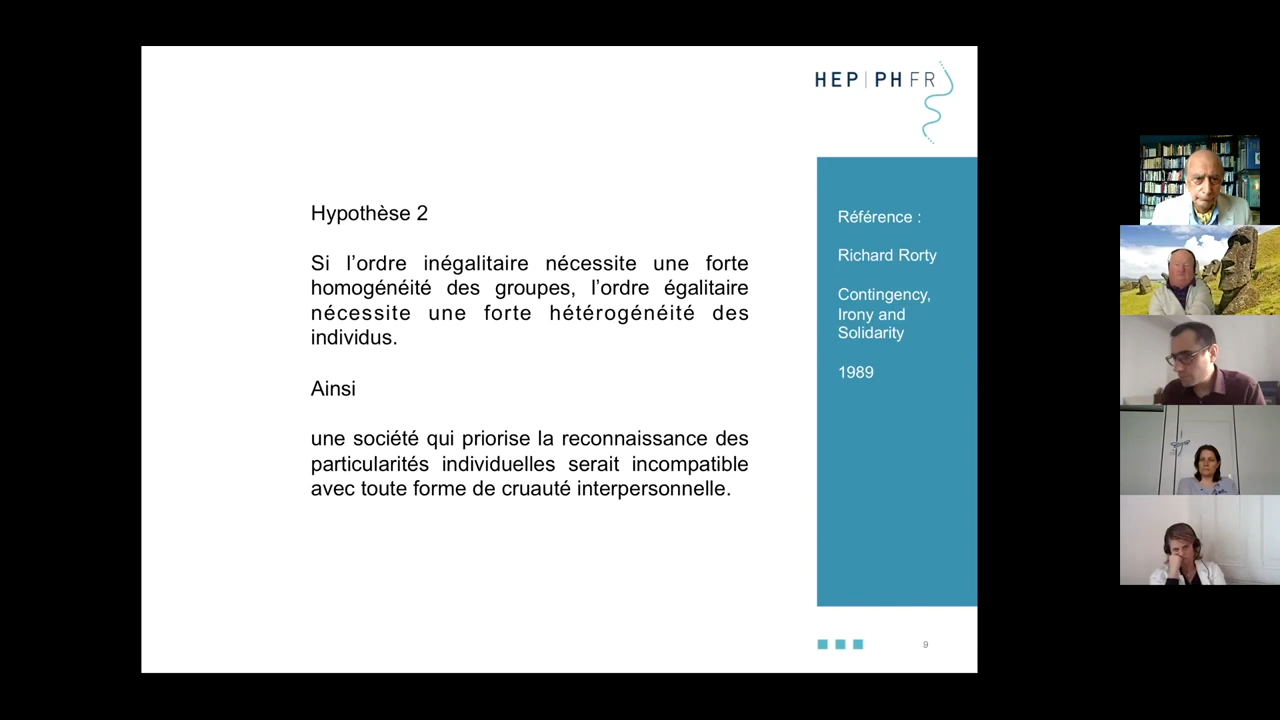 HEP|PH FR
Hypothèse 2
Si l’ordre inégalitaire nécessite une forte
homogénéité des groupes, l’ordre égalitaire
nécessite une forte hétérogénéité des
individus.
Ainsi
une société qui priorise la reconnaissance des
particularités individuelles serait incompatible
avec toute forme de cruauté interpersonnelle.
Référence :
Richard Rorty
Contingency,
Irony and
Solidarity
1989
9